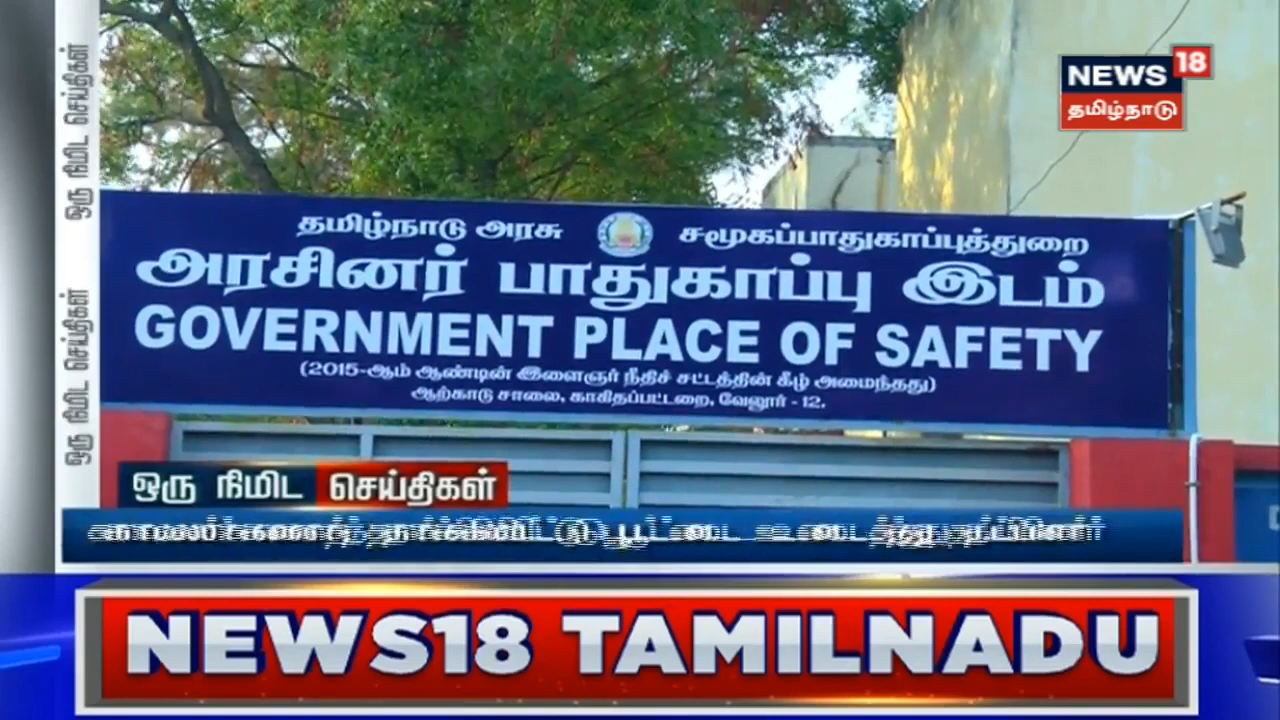 ஒரு நிமிட செய்திகள்
ஒரு நிமிட செய்திகள்
NEWS 18
தமிழ்நாடு
தமிழ்நாடு அரசு சமூகப்பாதுகாப்புத்துறை
அரசினர் பாதுகாப்பு இடம்
GOVERNMENT PLACE OF SAFETY
(2015-ஆம் ஆண்டின் இளைஞர் நீதிச் சட்டத்தின் கீழ் அமைந்தது)
ஆற்காடு சாலை, காகிதப்பட்டறை, வேலூர் - 12.
ஒரு நிமிட செய்திகள்
NEWS18 TAMILNADU